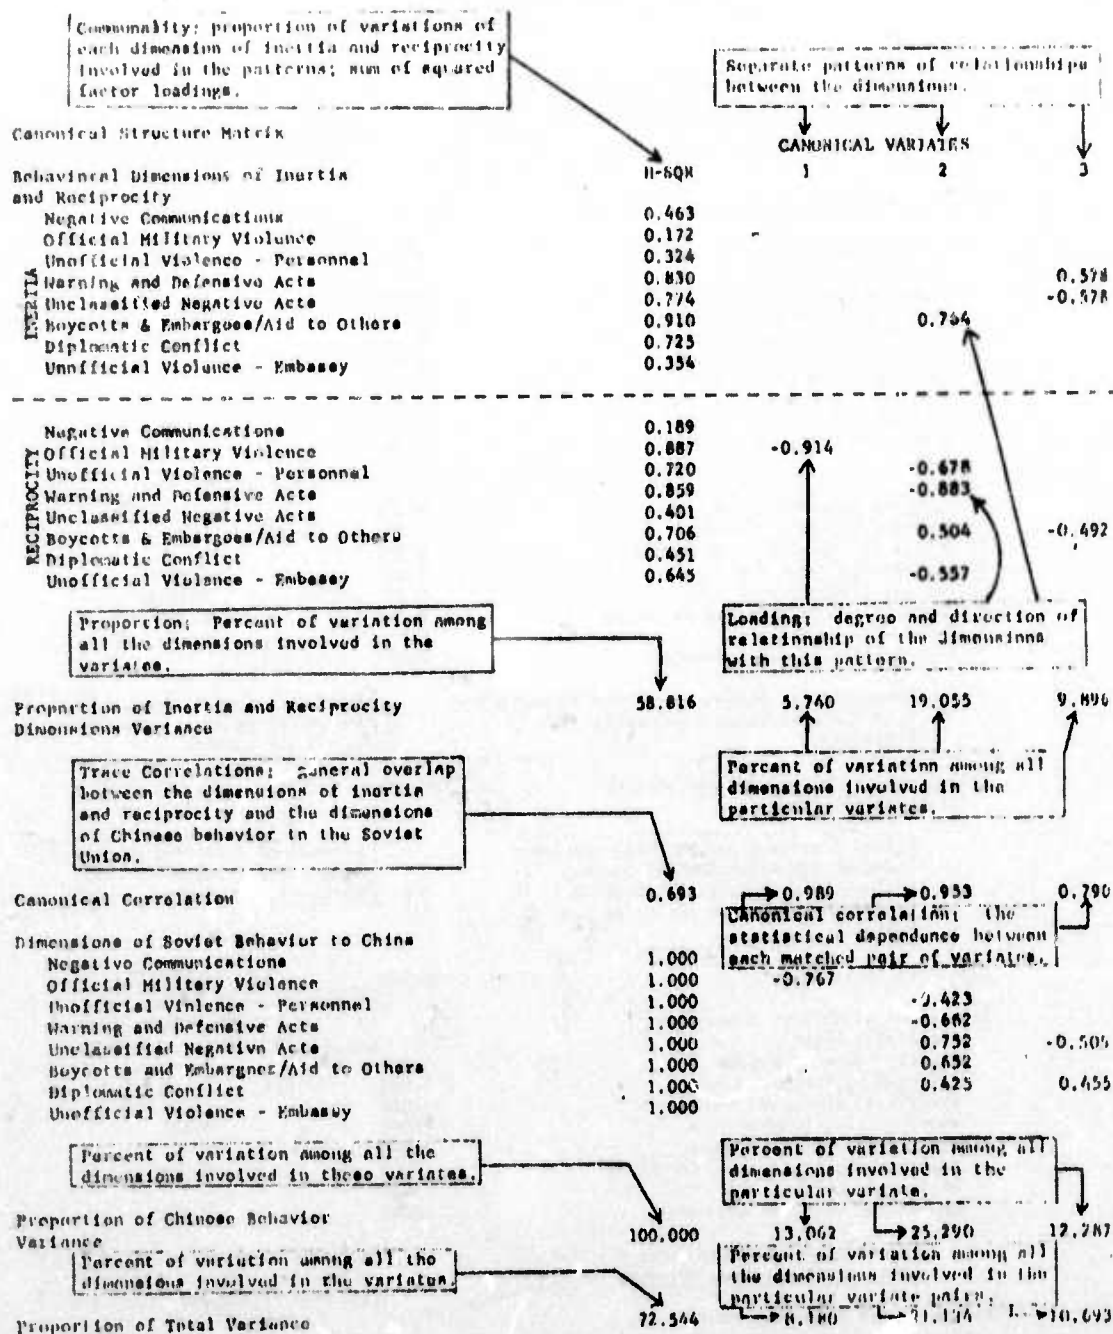 Communality: proportion of variations of
each dimension of inertia and reciprocity
involved in the patterns; sum of squared
factor loadings.
Separate patterns of relationships
between the dimensions.
Canonical Structure Matrix
CANONICAL VARIATES
Behavioral Dimensions of Inertia H-SQR 1 2 3
and Reciprocity
INERTIA
Negative Communications 0.463
Official Military Violence 0.172
Unofficial Violence - Personnel 0.324
Warning and Defensive Acts 0.830 0.578
Unclassified Negative Acts 0.774 -0.578
Boycotts & Embargoes/Aid to Others 0.910 0.764
Diplomatic Conflict 0.725
Unofficial Violence - Embassy 0.354
RECIPROCITY
Negative Communications 0.189
Official Military Violence 0.887 -0.914
Unofficial Violence - Personnel 0.720 -0.678
Warning and Defensive Acts 0.859 -0.883
Unclassified Negative Acts 0.401
Boycotts & Embargoes/Aid to Others 0.706 0.504 -0.492
Diplomatic Conflict 0.451
Unofficial Violence - Embassy 0.645 -0.557
Proportion: Percent of variation among
all the dimensions involved in the
variates.
Loading: degree and direction of
relationship of the dimensions
with this pattern.
Proportion of Inertia and Reciprocity 58.816 5.740 19.055 9.896
Dimensions Variance
Trace Correlations: general overlap
between the dimensions of inertia
and reciprocity and the dimensions
of Chinese behavior to the Soviet
Union.
Percent of variation among all
dimensions involved in the
particular variates.
Canonical Correlation 0.693 0.989 0.953 0.790
Canonical correlation: the
statistical dependence between
each matched pair of variates.
Dimensions of Soviet Behavior to China
Negative Communications 1.000
Official Military Violence 1.000 -0.767
Unofficial Violence - Personnel 1.000 -0.423
Warning and Defensive Acts 1.000 -0.662
Unclassified Negative Acts 1.000 0.752 -0.505
Boycotts and Embargoes/Aid to Others 1.000 0.652
Diplomatic Conflict 1.000 0.425 0.455
Unofficial Violence - Embassy 1.000
Percent of variation among all the
dimensions involved in these variates.
Percent of variation among all
dimensions involved in the
particular variate.
Proportion of Chinese Behavior
Variance 100.000 13.062 25.290 12.287
Percent of variation among all the
dimensions involved in the variates.
Percent of variation among all
the dimensions involved in the
particular variate pairs.
Proportion of Total Variance 72.544 8.180 21.134 10.693